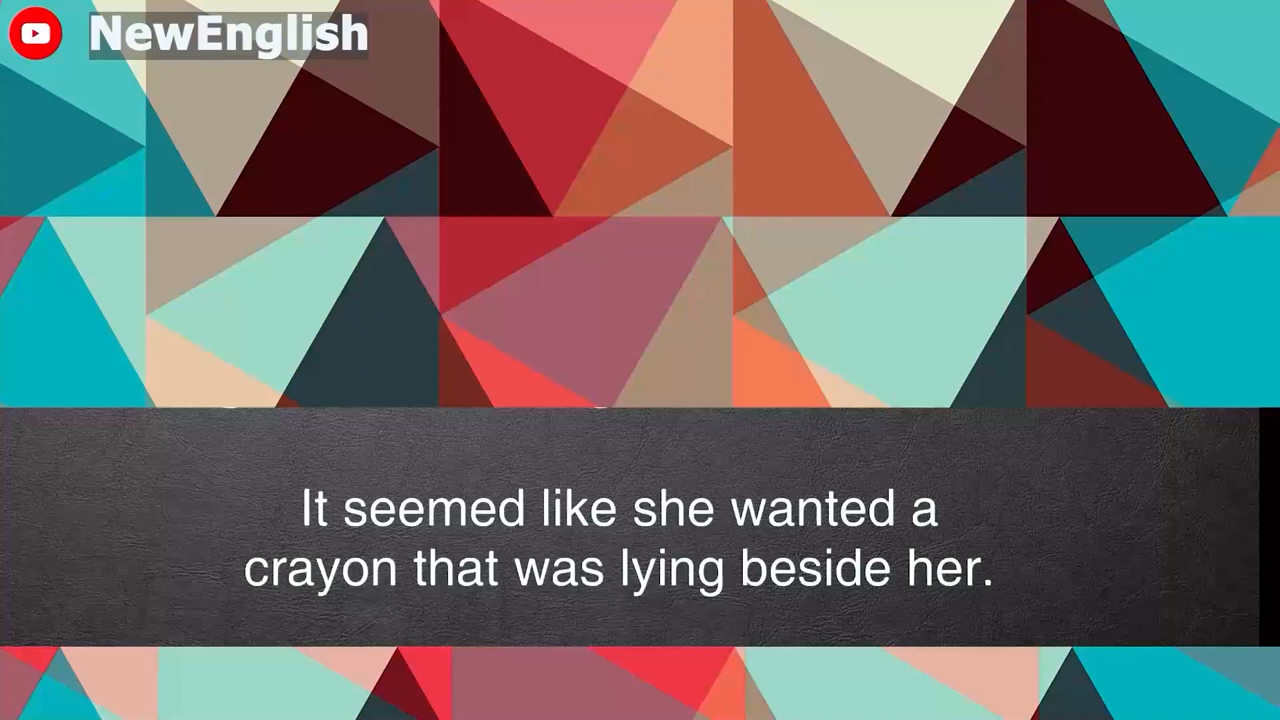 NewEnglish
It seemed like she wanted a
crayon that was lying beside her.